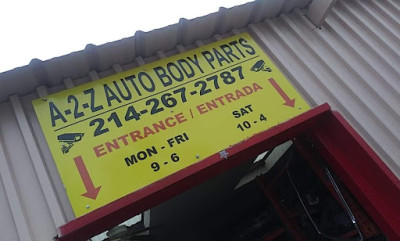 A-2-Z AUTO BODY PARTS
214-267-2787
ENTRANCE / ENTRADA
MON - FRI SAT
9 - 6 10 - 4